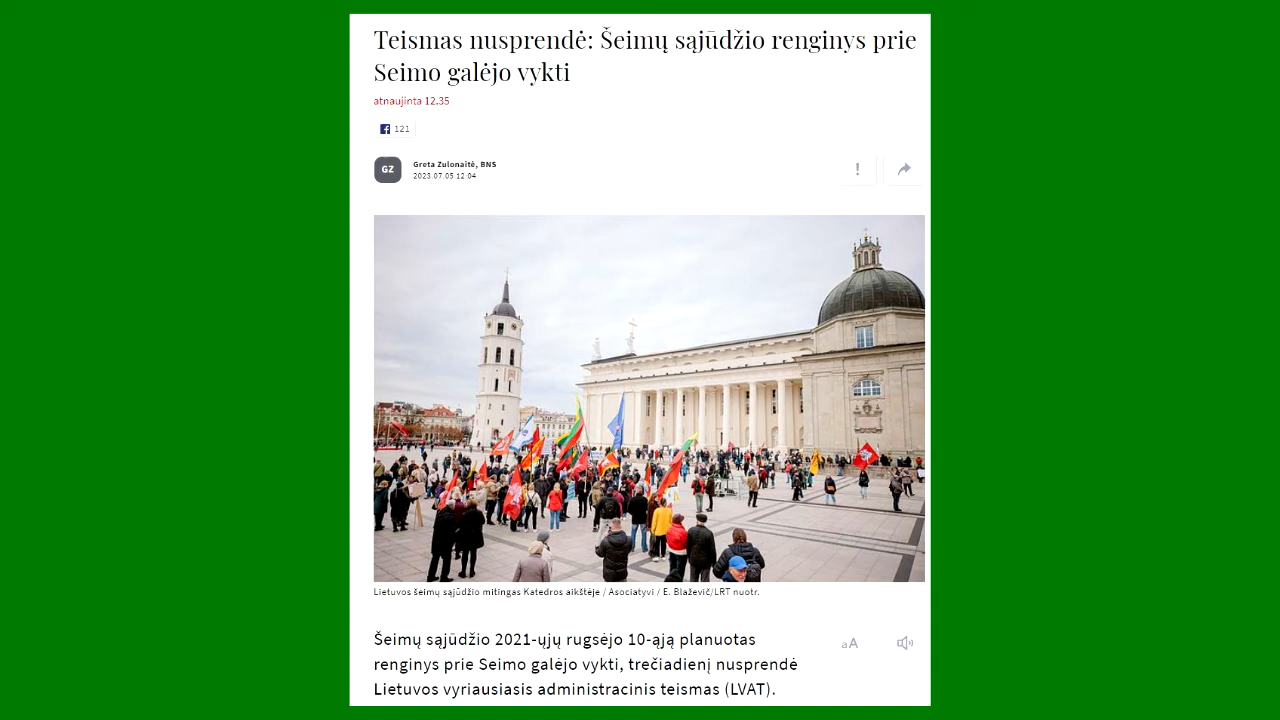 Teismas nusprendė: Šeimų sąjūdžio renginys prie
Seimo galėjo vykti
atnaujinta 12.35
121
GZ
Greta Zulonaitė, BNS
2023.07.05 12:04
Lietuvos šeimų sąjūdžio mitingas Katedros aikštėje / Asociatyvi / E. Blaževič/LRT nuotr.
Šeimų sąjūdžio 2021-ųjų rugsėjo 10-ąją planuotas
renginys prie Seimo galėjo vykti, trečiadienį nusprendė
Lietuvos vyriausiasis administracinis teismas (LVAT).
aA